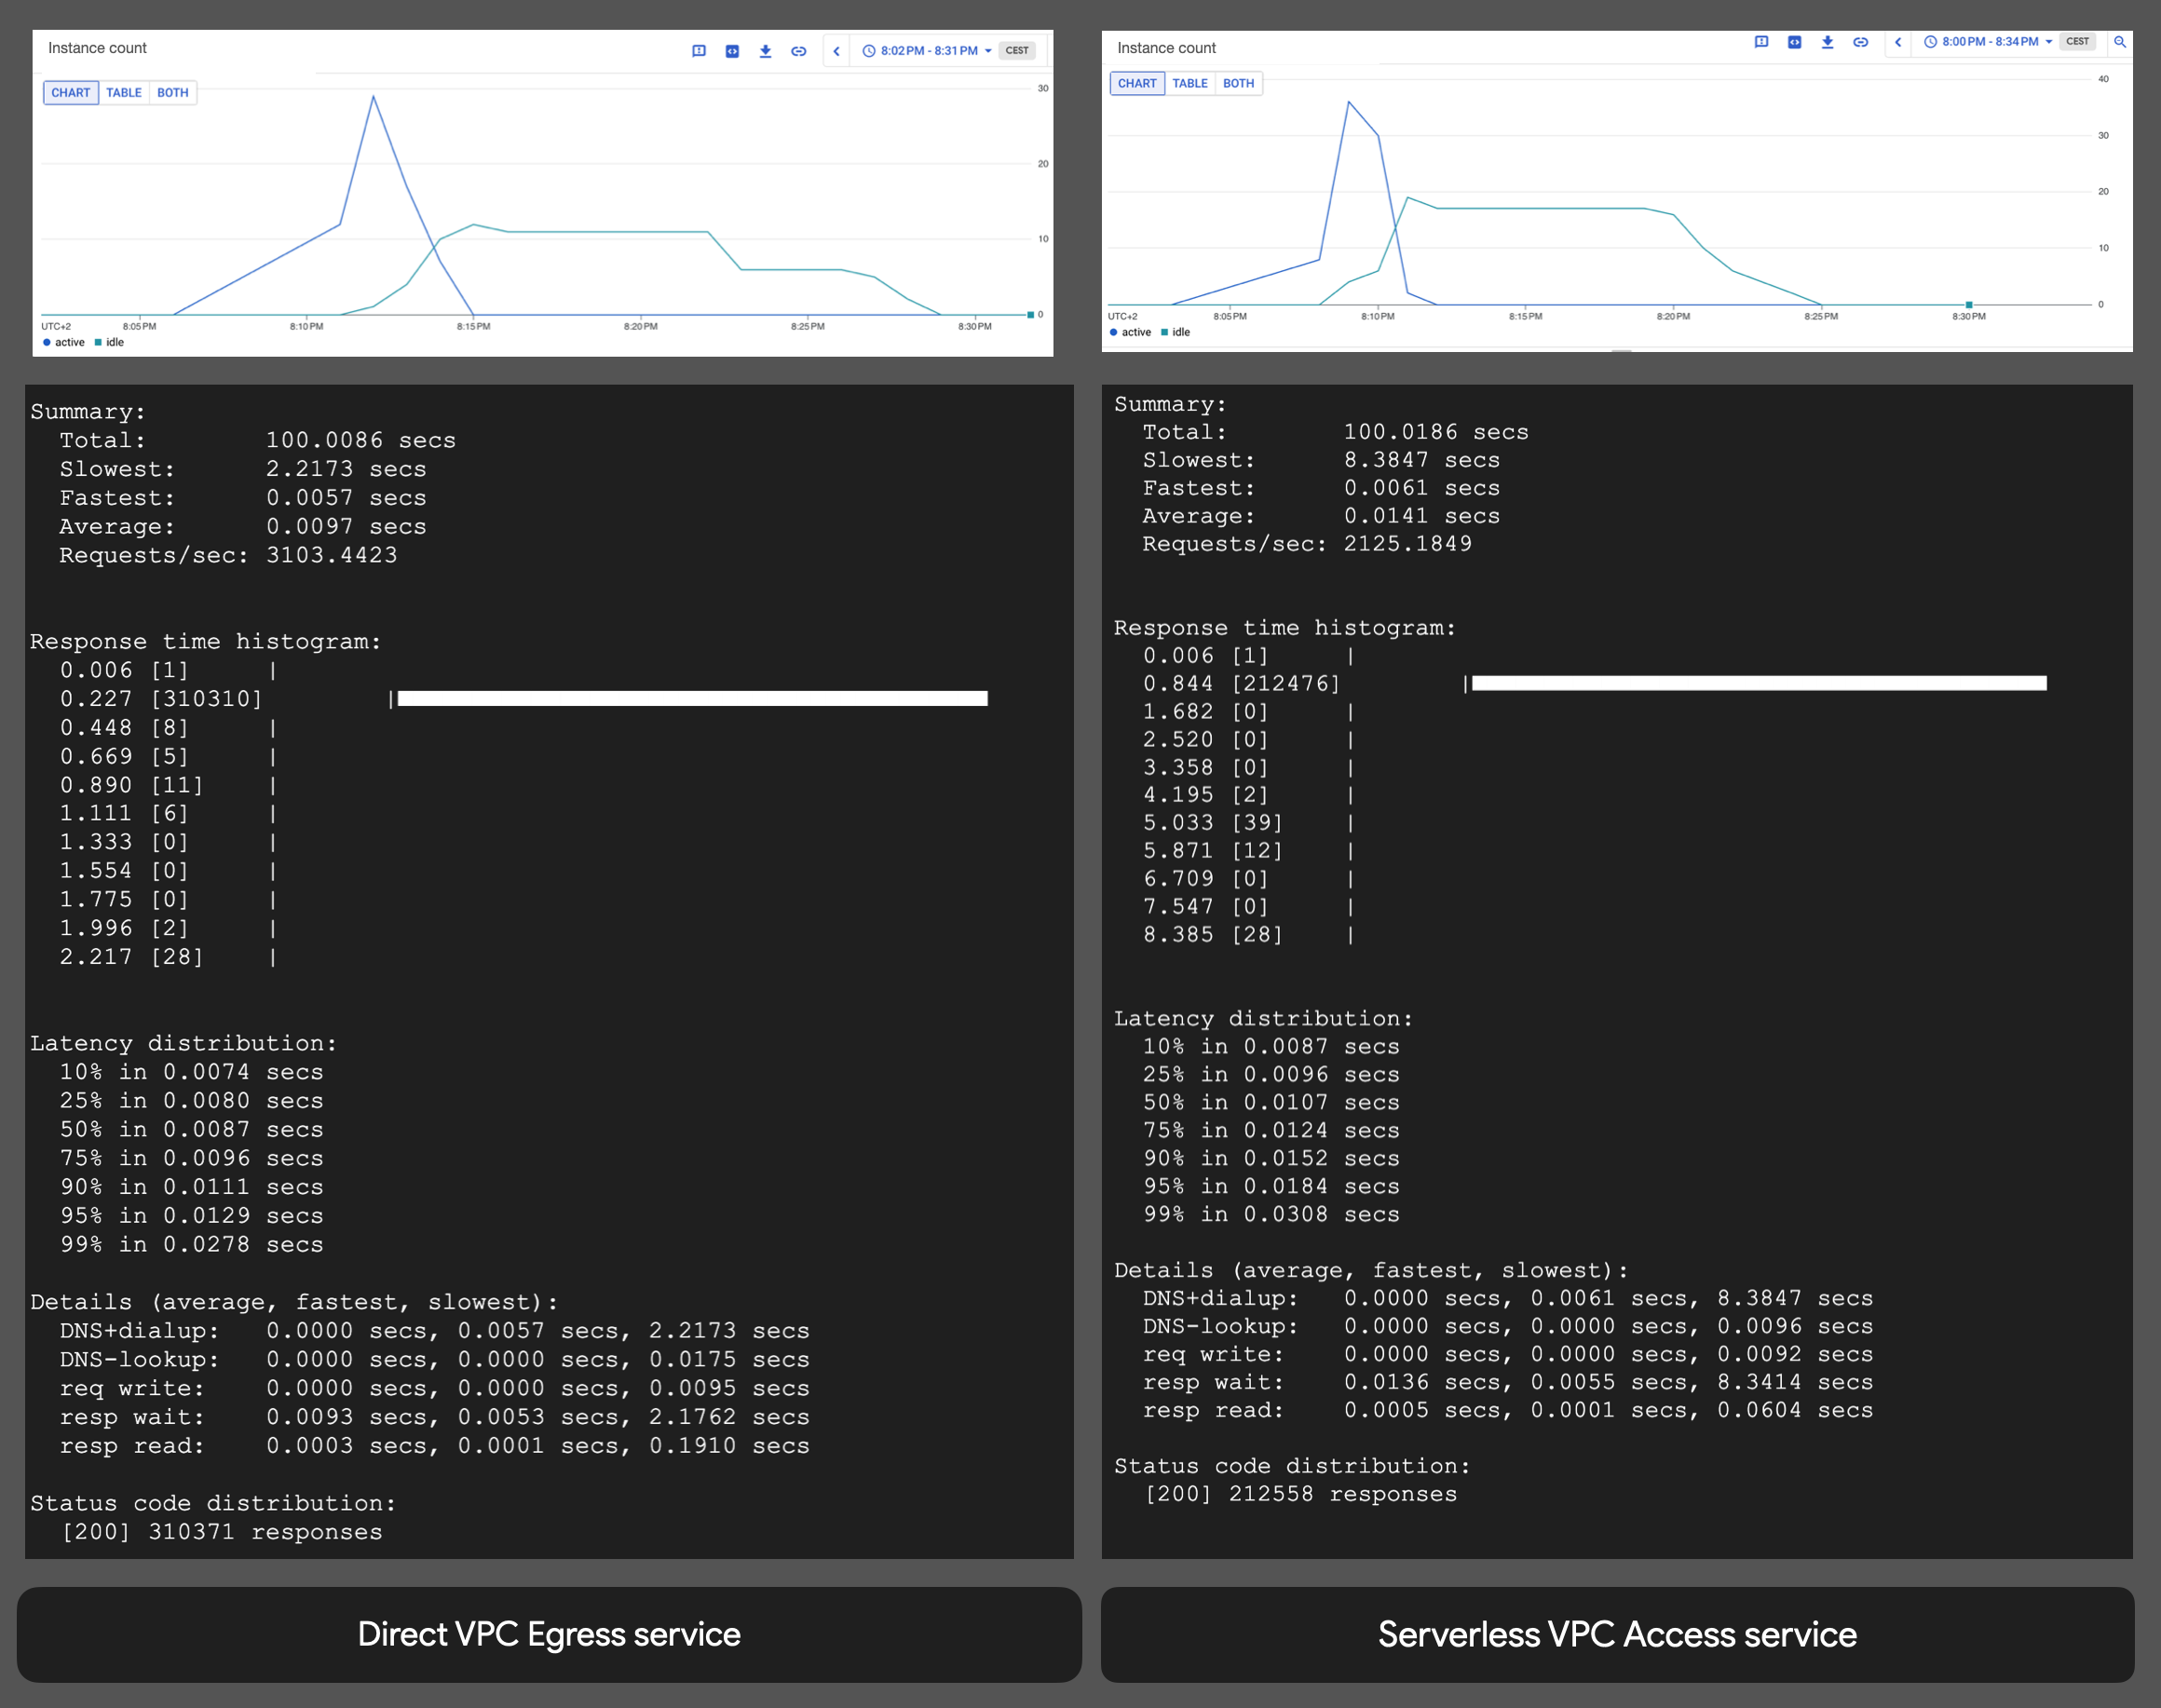 Instance count
8:02 PM - 8:31 PM CEST
CHART TABLE BOTH
30
20
10
0
UTC+2 8:05 PM 8:10 PM 8:15 PM 8:20 PM 8:25 PM 8:30 PM
active idle
Summary:
Total: 100.0086 secs
Slowest: 2.2173 secs
Fastest: 0.0057 secs
Average: 0.0097 secs
Requests/sec: 3103.4423
Response time histogram:
0.006 [1] |
0.227 [310310] |
0.448 [8] |
0.669 [5] |
0.890 [11] |
1.111 [6] |
1.333 [0] |
1.554 [0] |
1.775 [0] |
1.996 [2] |
2.217 [28] |
Latency distribution:
10% in 0.0074 secs
25% in 0.0080 secs
50% in 0.0087 secs
75% in 0.0096 secs
90% in 0.0111 secs
95% in 0.0129 secs
99% in 0.0278 secs
Details (average, fastest, slowest):
DNS+dialup: 0.0000 secs, 0.0057 secs, 2.2173 secs
DNS-lookup: 0.0000 secs, 0.0000 secs, 0.0175 secs
req write: 0.0000 secs, 0.0000 secs, 0.0095 secs
resp wait: 0.0093 secs, 0.0053 secs, 2.1762 secs
resp read: 0.0003 secs, 0.0001 secs, 0.1910 secs
Status code distribution:
[200] 310371 responses
Direct VPC Egress service
Instance count
8:00 PM - 8:34 PM CEST
CHART TABLE BOTH
40
30
20
10
0
UTC+2 8:05 PM 8:10 PM 8:15 PM 8:20 PM 8:25 PM 8:30 PM
active idle
Summary:
Total: 100.0186 secs
Slowest: 8.3847 secs
Fastest: 0.0061 secs
Average: 0.0141 secs
Requests/sec: 2125.1849
Response time histogram:
0.006 [1] |
0.844 [212476] |
1.682 [0] |
2.520 [0] |
3.358 [0] |
4.195 [2] |
5.033 [39] |
5.871 [12] |
6.709 [0] |
7.547 [0] |
8.385 [28] |
Latency distribution:
10% in 0.0087 secs
25% in 0.0096 secs
50% in 0.0107 secs
75% in 0.0124 secs
90% in 0.0152 secs
95% in 0.0184 secs
99% in 0.0308 secs
Details (average, fastest, slowest):
DNS+dialup: 0.0000 secs, 0.0061 secs, 8.3847 secs
DNS-lookup: 0.0000 secs, 0.0000 secs, 0.0096 secs
req write: 0.0000 secs, 0.0000 secs, 0.0092 secs
resp wait: 0.0136 secs, 0.0055 secs, 8.3414 secs
resp read: 0.0005 secs, 0.0001 secs, 0.0604 secs
Status code distribution:
[200] 212558 responses
Serverless VPC Access service